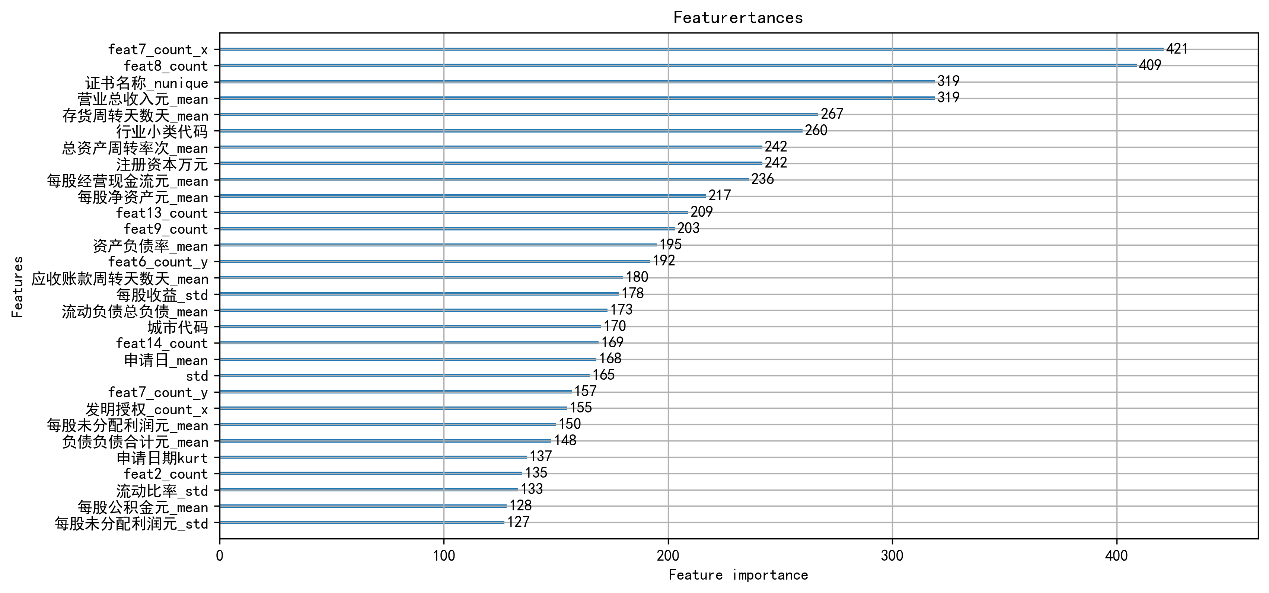 Featurertances
feat7_count_x 421
feat8_count 409
证书名称_nunique 319
营业总收入元_mean 319
存货周转天数天_mean 267
行业小类代码 260
总资产周转率次_mean 242
注册资本万元 242
每股经营现金流元_mean 236
每股净资产元_mean 217
feat13_count 209
feat9_count 203
资产负债率_mean 195
feat6_count_y 192
应收账款周转天数天_mean 180
每股收益_std 178
流动负债总负债_mean 173
城市代码 170
feat14_count 169
申请日_mean 168
std 165
feat7_count_y 157
发明授权_count_x 155
每股未分配利润元_mean 150
负债负债合计元_mean 148
申请日期kurt 137
feat2_count 135
流动比率_std 133
每股公积金元_mean 128
每股未分配利润元_std 127
Features
0 100 200 300 400
Feature importance